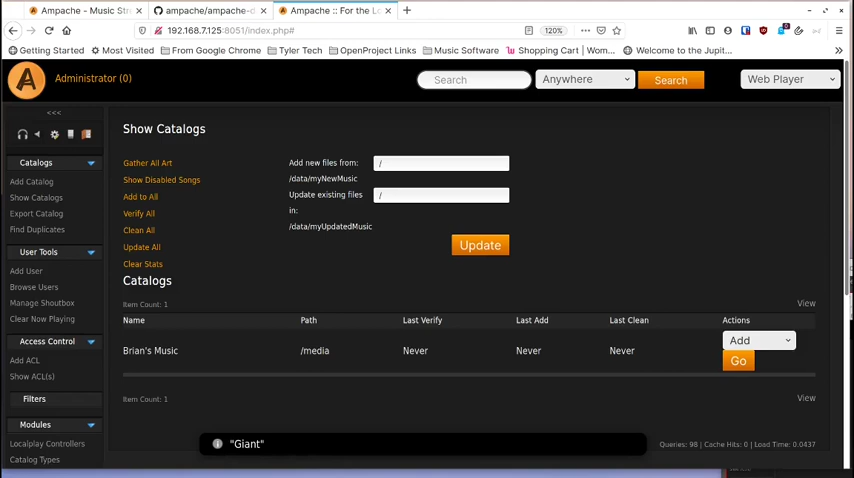 Ampache - Music Str
ampache/ampache-d
Ampache :: For the Lo
192.168.7.125:8051/index.php#
120%
Getting Started
Most Visited
From Google Chrome
Tyler Tech
OpenProject Links
Music Software
Shopping Cart | Wom...
Welcome to the Jupit...
Administrator (0)
Search
Anywhere
Search
Web Player
<<<
Show Catalogs
Catalogs
Add Catalog
Show Catalogs
Export Catalog
Find Duplicates
User Tools
Add User
Browse Users
Manage Shoutbox
Clear Now Playing
Access Control
Add ACL
Show ACL(s)
Filters
Modules
Localplay Controllers
Catalog Types
Gather All Art
Show Disabled Songs
Add to All
Verify All
Clean All
Update All
Clear Stats
Add new files from:
/
/data/myNewMusic
Update existing files
in:
/
/data/myUpdatedMusic
Update
Catalogs
Item Count: 1
View
Name Path Last Verify Last Add Last Clean Actions
Brian's Music /media Never Never Never Add
Go
Item Count: 1
View
"Giant"
Queries: 98 | Cache Hits: 0 | Load Time: 0.0437